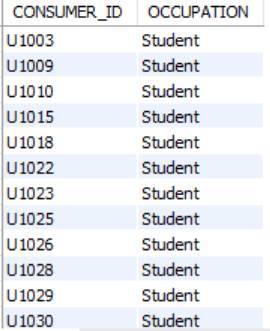 CONSUMER_ID OCCUPATION
U1003 Student
U1009 Student
U1010 Student
U1015 Student
U1018 Student
U1022 Student
U1023 Student
U1025 Student
U1026 Student
U1028 Student
U1029 Student
U1030 Student